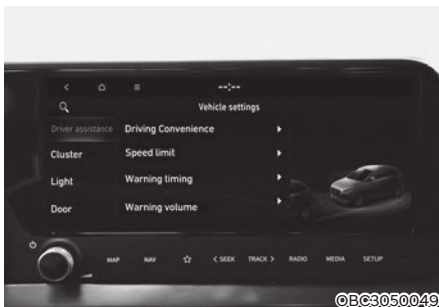 --:--
Vehicle settings
Driver assistance Driving Convenience
Cluster Speed limit
Light Warning timing
Door Warning volume
MAP NAV ☆ < SEEK TRACK > RADIO MEDIA SETUP
OBC3050049